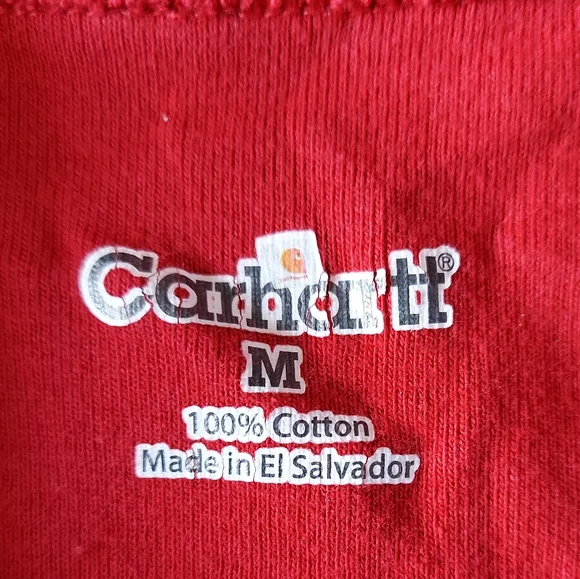 Carhartt®
M
100% Cotton
Made in El Salvador